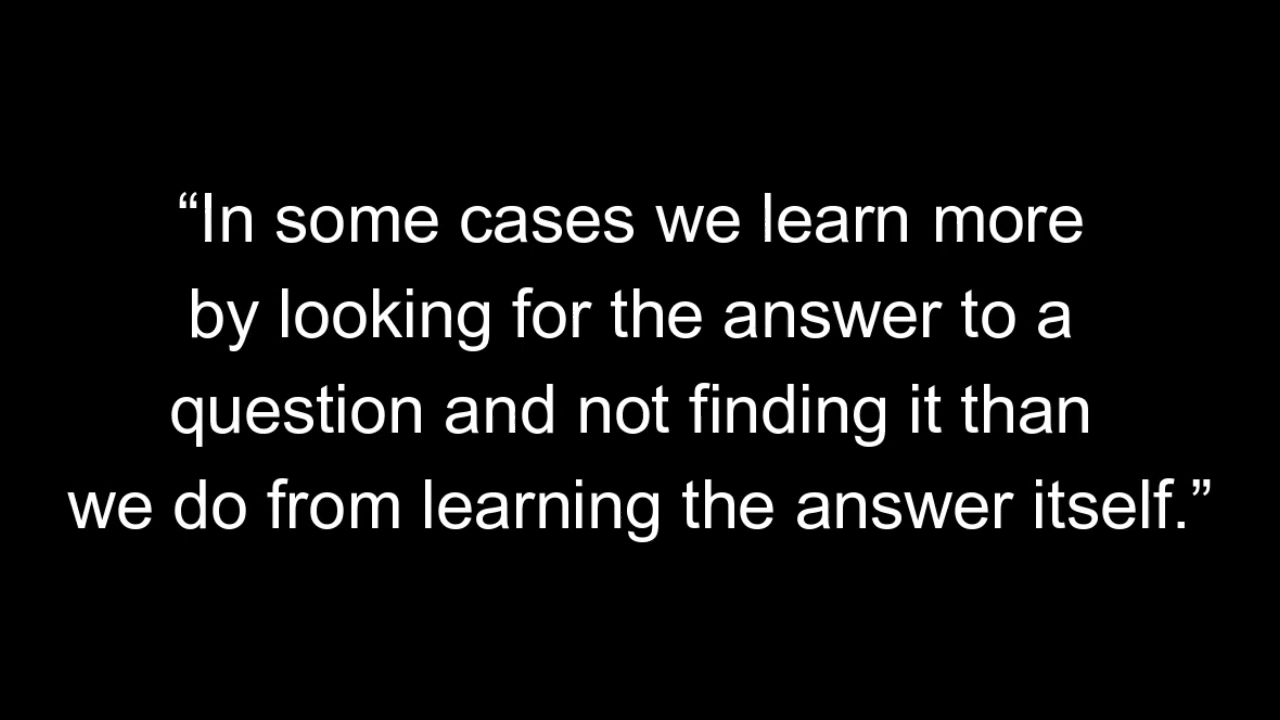 “In some cases we learn more
by looking for the answer to a
question and not finding it than
we do from learning the answer itself.”